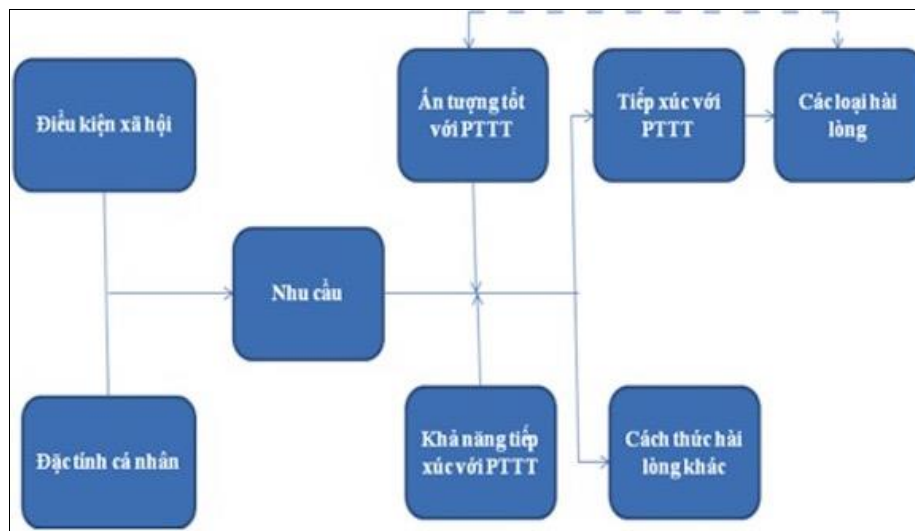 Điều kiện xã hội
Ấn tượng tốt
với PTTT
Tiếp xúc với
PTTT
Các loại hài
lòng
Nhu cầu
Đặc tính cá nhân
Khả năng tiếp
xúc với PTTT
Cách thức hài
lòng khác